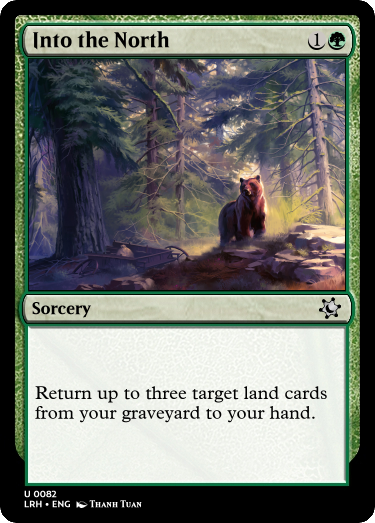 Into the North 1
Sorcery
Return up to three target land cards
from your graveyard to your hand.
U 0082
LRH • ENG Thanh Tuan